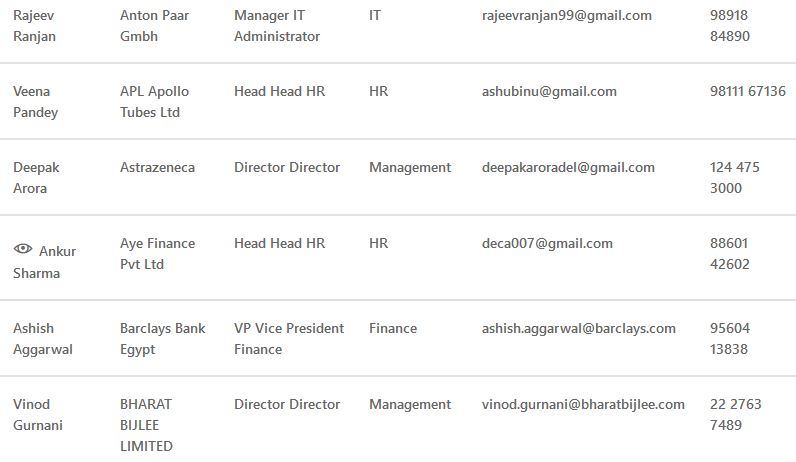 Rajeev Anton Paar Manager IT IT rajeevranjan99@gmail.com 98918
Ranjan Gmbh Administrator 84890
Veena APL Apollo Head Head HR HR ashubinu@gmail.com 98111 67136
Pandey Tubes Ltd
Deepak Astrazeneca Director Director Management deepakaroradel@gmail.com 124 475
Arora 3000
Ankur Aye Finance Head Head HR HR deca007@gmail.com 88601
Sharma Pvt Ltd 42602
Ashish Barclays Bank VP Vice President Finance ashish.aggarwal@barclays.com 95604
Aggarwal Egypt Finance 13838
Vinod BHARAT Director Director Management vinod.gurnani@bharatbijlee.com 22 2763
Gurnani BIJLEE 7489
LIMITED